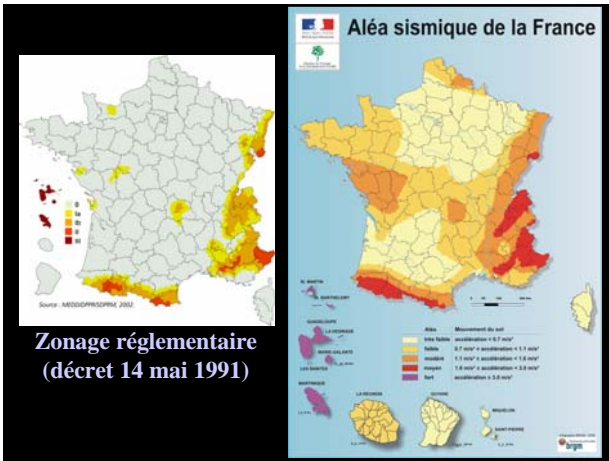 0
Ia
Ib
II
III
Source : MEDD/DPPR/SDPRM, 2002.
Zonage réglementaire
(décret 14 mai 1991)
Aléa sismique de la France
ST. MARTIN
ST. BARTHELEMY
GUADELOUPE
LA DESIRADE
MARIE-GALANTE
LES SAINTES
MARTINIQUE
Aléa Mouvement du sol
très faible accélération < 0.7 m/s²
faible 0.7 m/s² < accélération < 1.1 m/s²
modéré 1.1 m/s² < accélération < 1.6 m/s²
moyen 1.6 m/s² < accélération < 3.0 m/s²
fort accélération ≥ 3.0 m/s²
LA REUNION
GUYANE
MIQUELON
SAINT-PIERRE
brgm